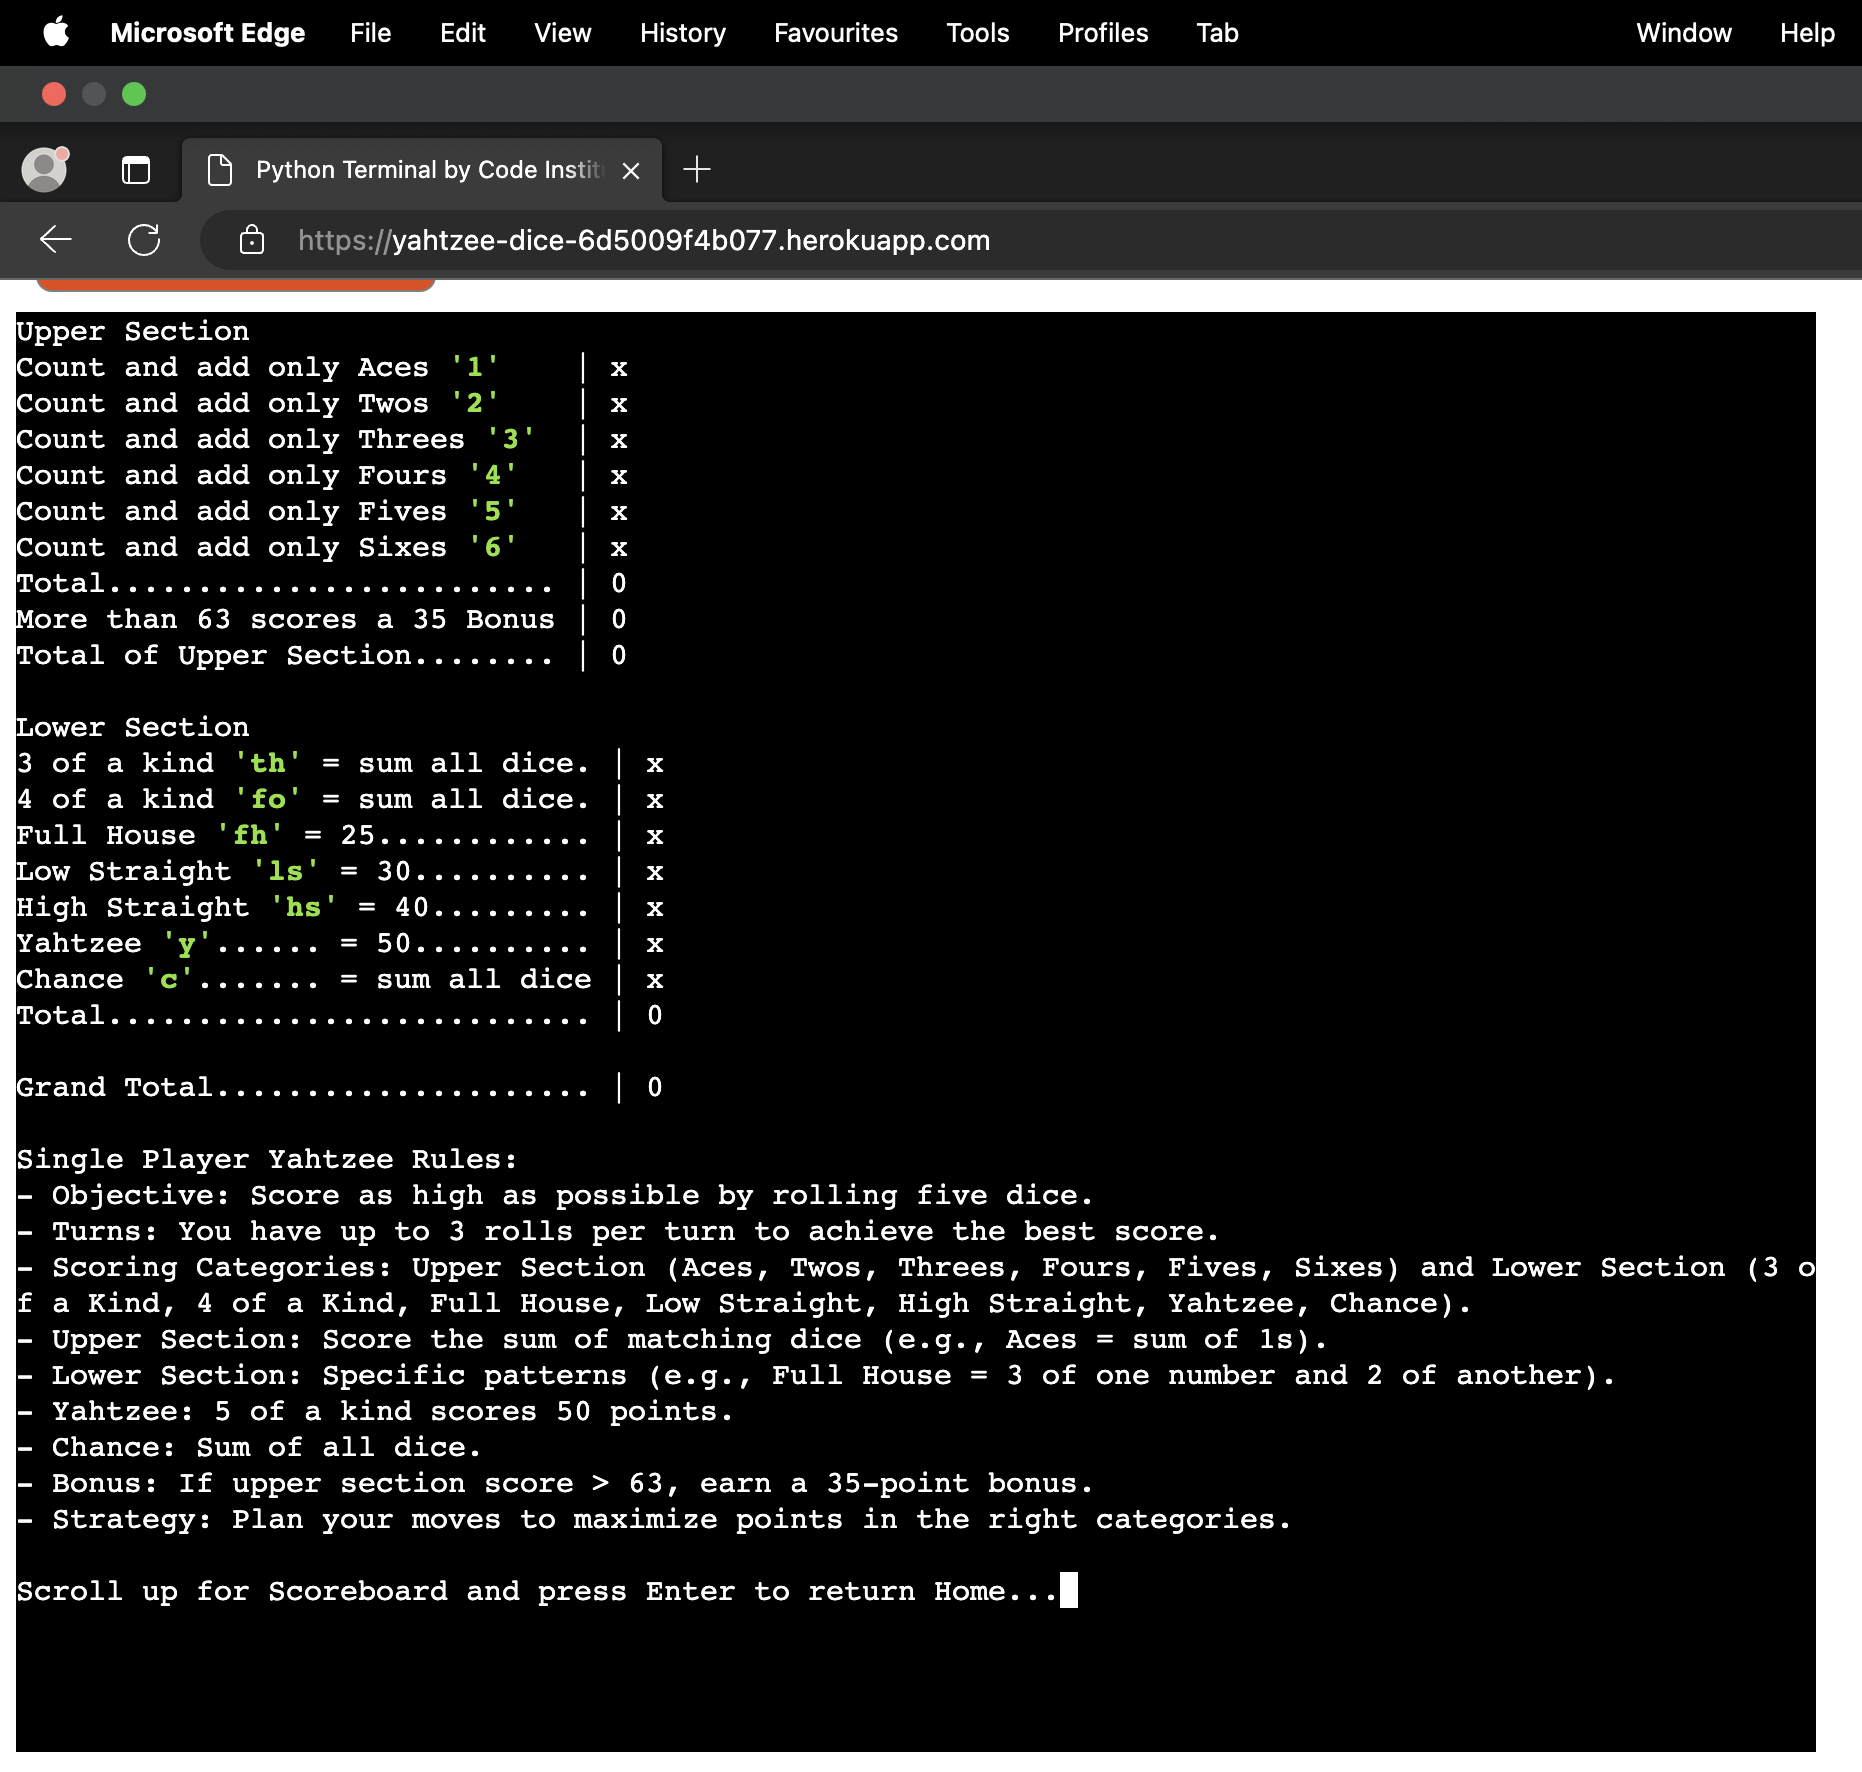 Microsoft Edge File Edit View History Favourites Tools Profiles Tab Window Help
Python Terminal by Code Instit
https://yahtzee-dice-6d5009f4b077.herokuapp.com
Upper Section
Count and add only Aces '1' | x
Count and add only Twos '2' | x
Count and add only Threes '3' | x
Count and add only Fours '4' | x
Count and add only Fives '5' | x
Count and add only Sixes '6' | x
Total......................... | 0
More than 63 scores a 35 Bonus | 0
Total of Upper Section........ | 0
Lower Section
3 of a kind 'th' = sum all dice. | x
4 of a kind 'fo' = sum all dice. | x
Full House 'fh' = 25............ | x
Low Straight 'ls' = 30.......... | x
High Straight 'hs' = 40......... | x
Yahtzee 'y'...... = 50.......... | x
Chance 'c'....... = sum all dice | x
Total........................... | 0
Grand Total..................... | 0
Single Player Yahtzee Rules:
- Objective: Score as high as possible by rolling five dice.
- Turns: You have up to 3 rolls per turn to achieve the best score.
- Scoring Categories: Upper Section (Aces, Twos, Threes, Fours, Fives, Sixes) and Lower Section (3 o
f a Kind, 4 of a Kind, Full House, Low Straight, High Straight, Yahtzee, Chance).
- Upper Section: Score the sum of matching dice (e.g., Aces = sum of 1s).
- Lower Section: Specific patterns (e.g., Full House = 3 of one number and 2 of another).
- Yahtzee: 5 of a kind scores 50 points.
- Chance: Sum of all dice.
- Bonus: If upper section score > 63, earn a 35-point bonus.
- Strategy: Plan your moves to maximize points in the right categories.
Scroll up for Scoreboard and press Enter to return Home...